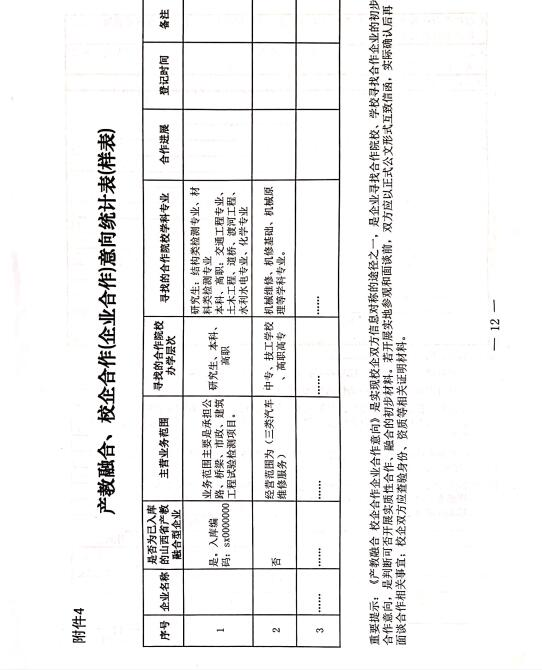 附件4
产教融合、校企合作(企业合作)意向统计表(样表)
序号 企业名称 是否为已入库的山西省产教融合型企业 主营业务范围 寻找的合作院校办学层次 寻找的合作院校学科专业 合作进展 登记时间 备注
1 是，入库编码：sx0000000 业务范围主要是承担公路、桥梁、市政、建筑工程试验检测项目。 研究生、本科、高职 研究生：结构类检测专业、材料类检测专业 本科、高职：交通工程专业、土木工程、道桥、渡河工程、水利水电专业、化学专业
2 否 经营范围为（三类汽车维修服务） 中专、技工学校、高职高专 机械维修、机修基础、机械原理等学科专业。
3 …… …… …… …… ……
重要提示：《产教融合 校企合作企业合作意向》是实现校企双方信息对称的途径之一，是企业寻找合作院校、学校寻找合作企业的初步
合作意向，是判断可否开展实质性合作、融合的初步材料。若开展实地参观和面谈前，双方应以正式公文形式互致信函，实际确认后再
面谈合作相关事宜；校企双方应查验身份、资质等相关证明材料。
— 12 —